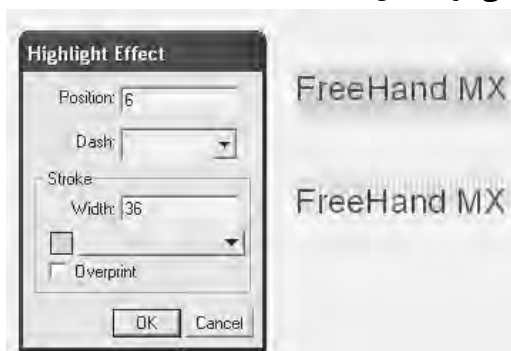 Highlight Effect
Position: 6
Dash:
Stroke
Width: 36
Overprint
OK Cancel
FreeHand MX
FreeHand MX